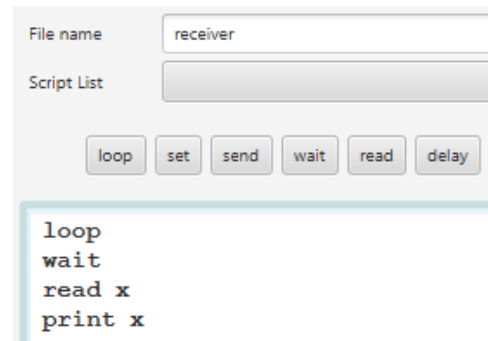 File name receiver
Script List
loop set send wait read delay
loop
wait
read x
print x